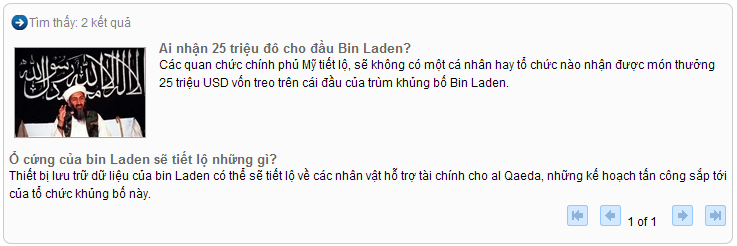 Tìm thấy: 2 kết quả
Ai nhận 25 triệu đô cho đầu Bin Laden?
Các quan chức chính phủ Mỹ tiết lộ, sẽ không có một cá nhân hay tổ chức nào nhận được món thưởng
25 triệu USD vốn treo trên cái đầu của trùm khủng bố Bin Laden.
لا اله الا الله محمد رسول الله
Ổ cứng của bin Laden sẽ tiết lộ những gì?
Thiết bị lưu trữ dữ liệu của bin Laden có thể sẽ tiết lộ về các nhân vật hỗ trợ tài chính cho al Qaeda, những kế hoạch tấn công sắp tới
của tổ chức khủng bố này.
1 of 1